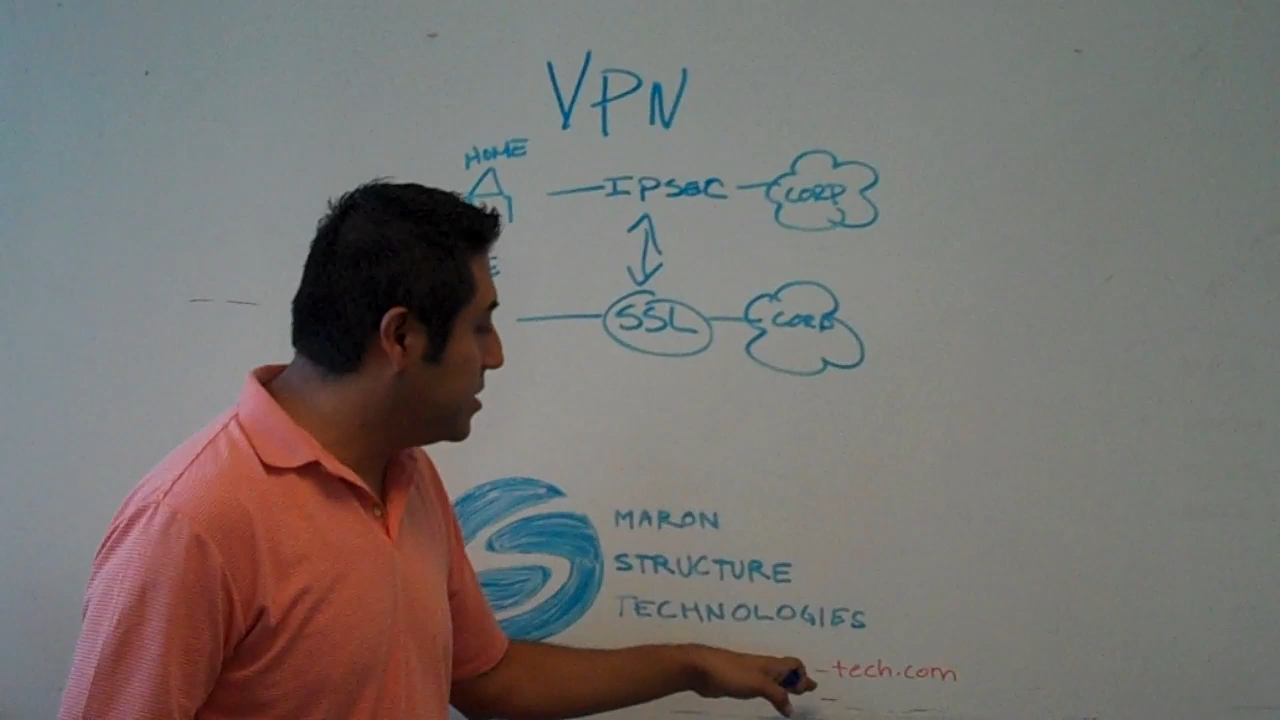 VPN
HOME
IPSEC
CORP
E
SSL
CORP
MARON
STRUCTURE
TECHNOLOGIES
-tech.com